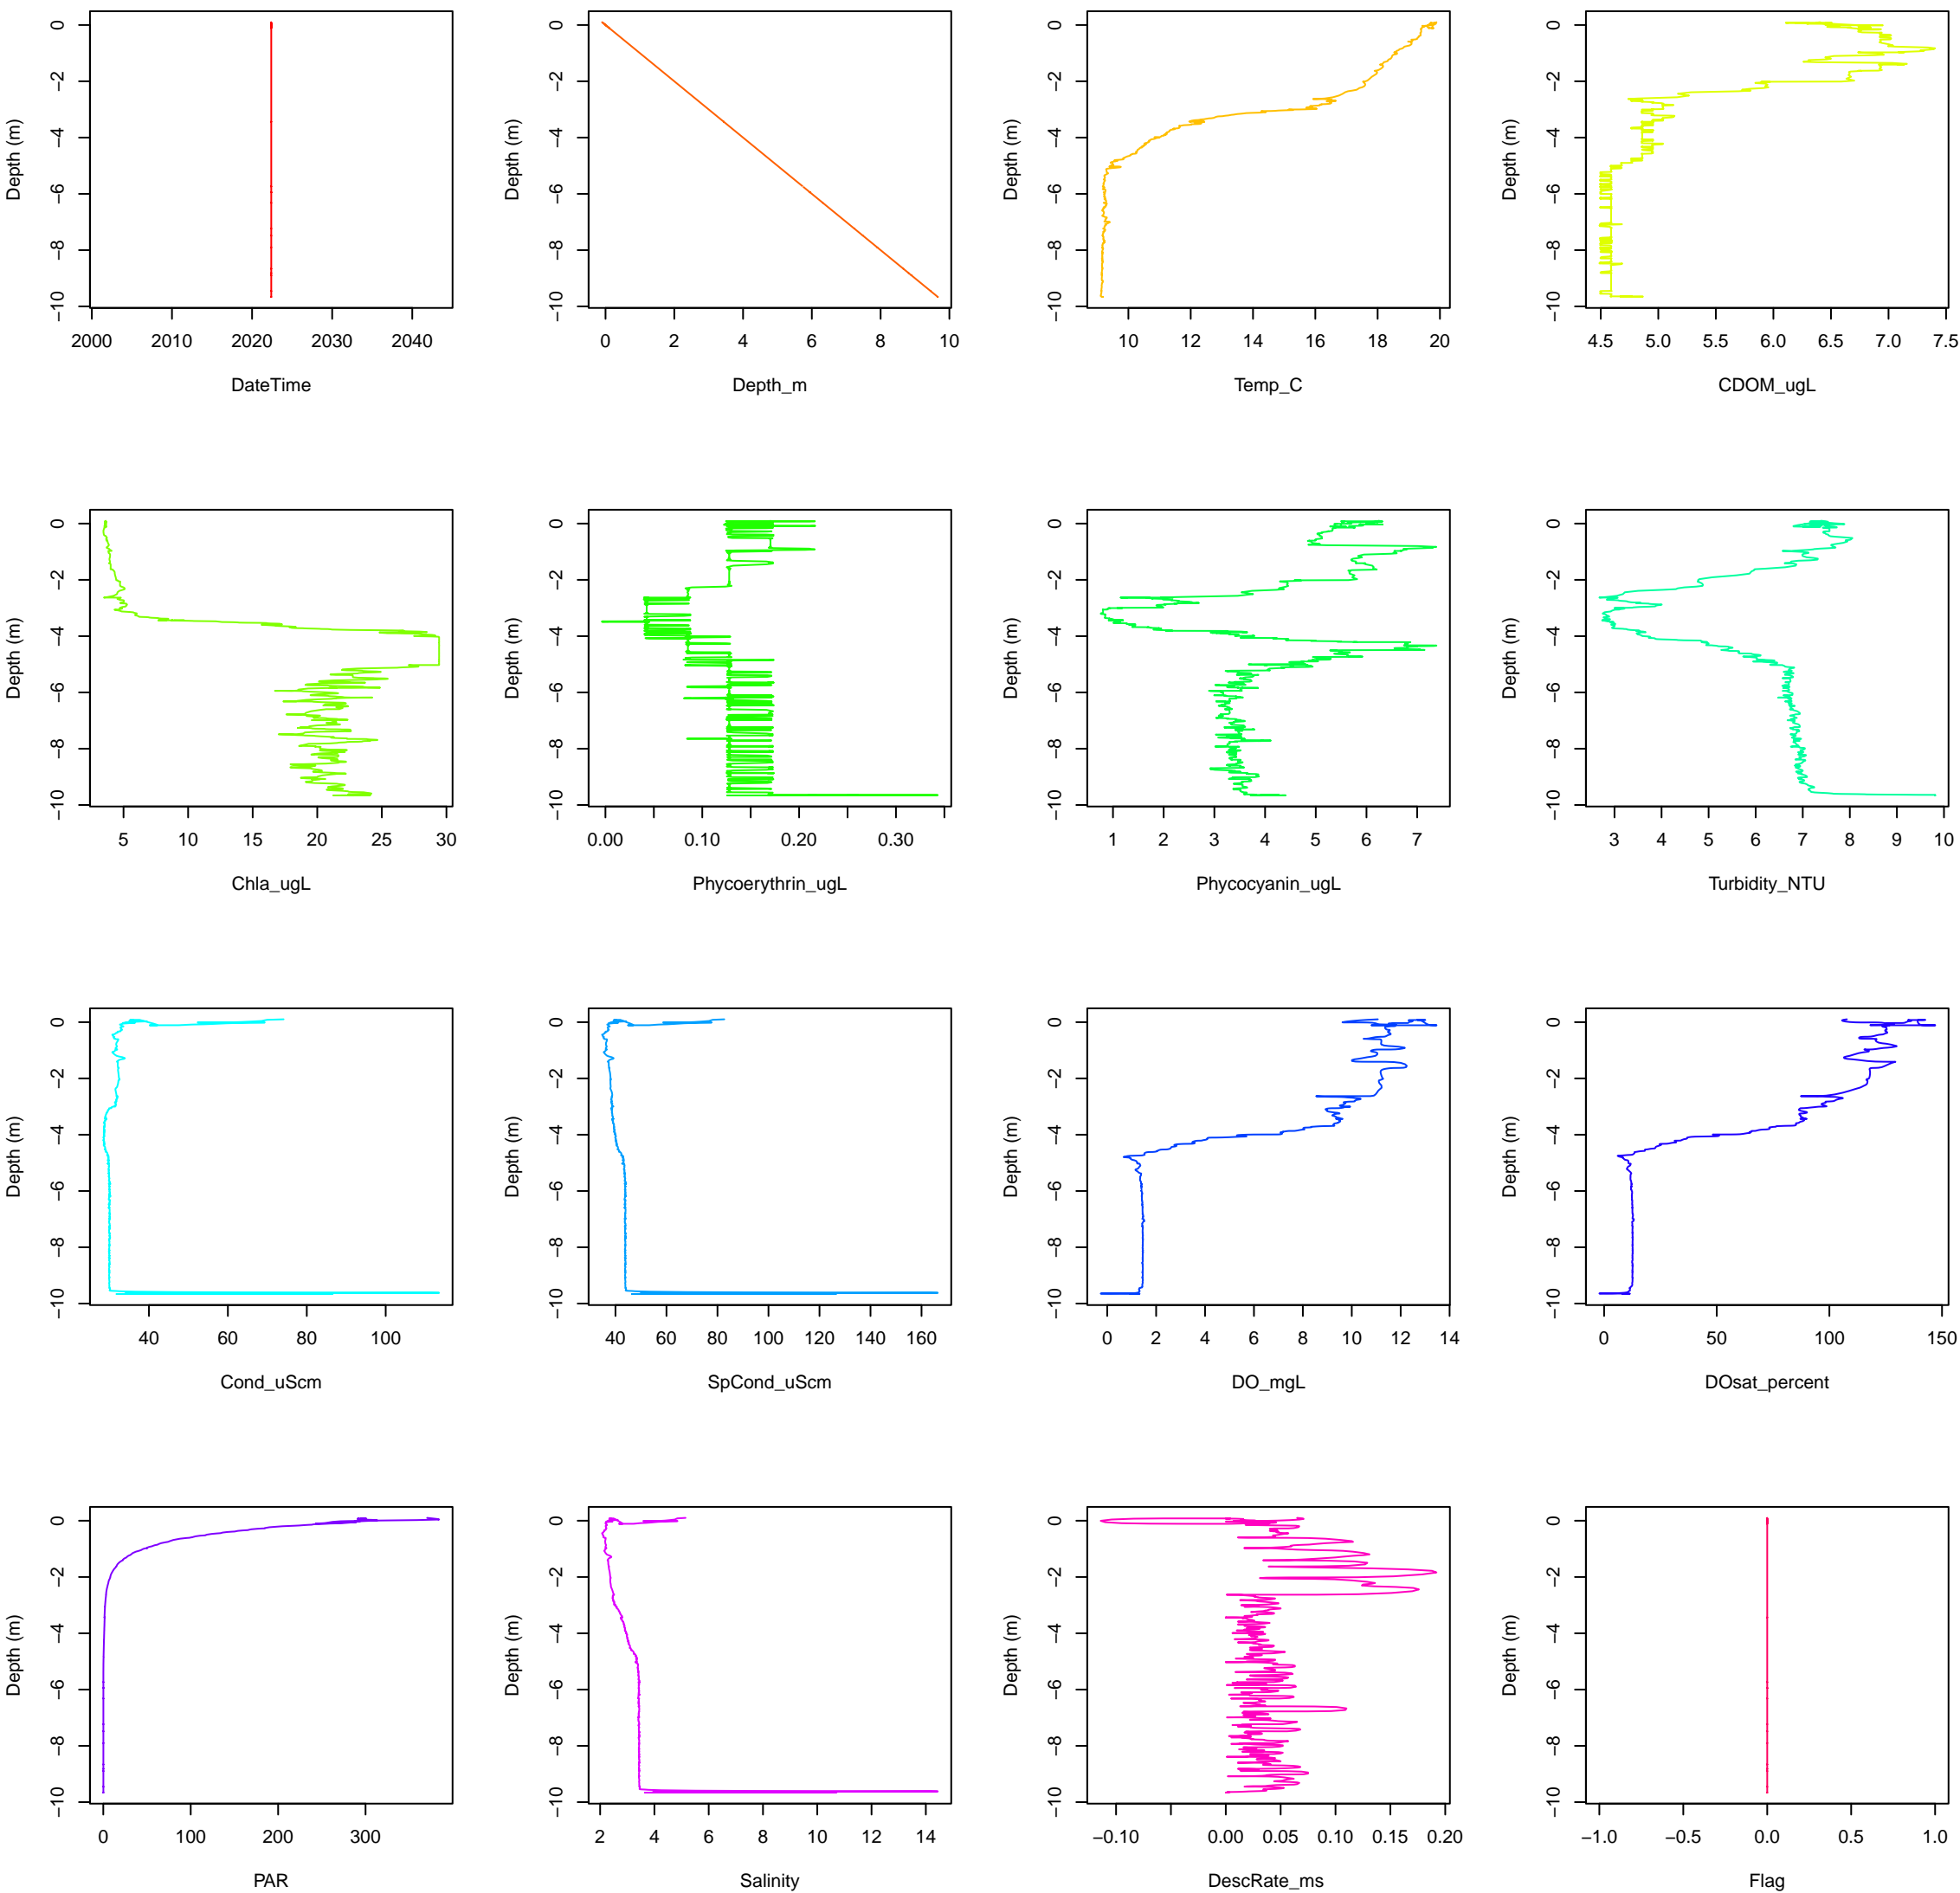 Depth (m)
0
−2
−4
−6
−8
−10
2000 2010 2020 2030 2040
DateTime
Depth (m)
0
−2
−4
−6
−8
−10
0 2 4 6 8 10
Depth_m
Depth (m)
0
−2
−4
−6
−8
−10
10 12 14 16 18 20
Temp_C
Depth (m)
0
−2
−4
−6
−8
−10
4.5 5.0 5.5 6.0 6.5 7.0 7.5
CDOM_ugL
Depth (m)
0
−2
−4
−6
−8
−10
5 10 15 20 25 30
Chla_ugL
Depth (m)
0
−2
−4
−6
−8
−10
0.00 0.10 0.20 0.30
Phycoerythrin_ugL
Depth (m)
0
−2
−4
−6
−8
−10
1 2 3 4 5 6 7
Phycocyanin_ugL
Depth (m)
0
−2
−4
−6
−8
−10
3 4 5 6 7 8 9 10
Turbidity_NTU
Depth (m)
0
−2
−4
−6
−8
−10
40 60 80 100
Cond_uScm
Depth (m)
0
−2
−4
−6
−8
−10
40 60 80 100 120 140 160
SpCond_uScm
Depth (m)
0
−2
−4
−6
−8
−10
0 2 4 6 8 10 12 14
DO_mgL
Depth (m)
0
−2
−4
−6
−8
−10
0 50 100 150
DOsat_percent
Depth (m)
0
−2
−4
−6
−8
−10
0 100 200 300
PAR
Depth (m)
0
−2
−4
−6
−8
−10
2 4 6 8 10 12 14
Salinity
Depth (m)
0
−2
−4
−6
−8
−10
−0.10 0.00 0.05 0.10 0.15 0.20
DescRate_ms
Depth (m)
0
−2
−4
−6
−8
−10
−1.0 −0.5 0.0 0.5 1.0
Flag